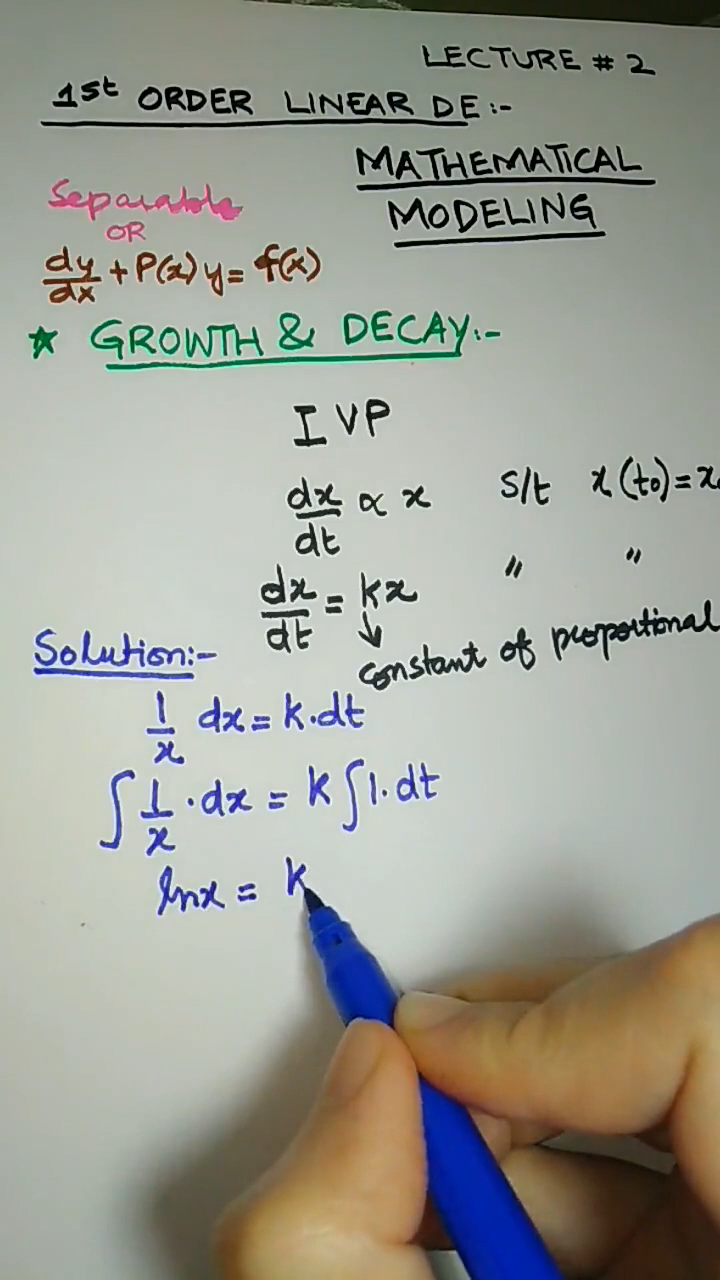 LECTURE # 2
1st ORDER LINEAR DE :-
MATHEMATICAL
MODELING
Separable
OR
dy/dx + P(x) y = f(x)
* GROWTH & DECAY:-
IVP
dx/dt ∝ x S/t x(t0) = x
dx/dt = kx " "
constant of proportional
Solution:-
1/x dx = k.dt
∫ 1/x . dx = k ∫ 1. dt
lnx = k